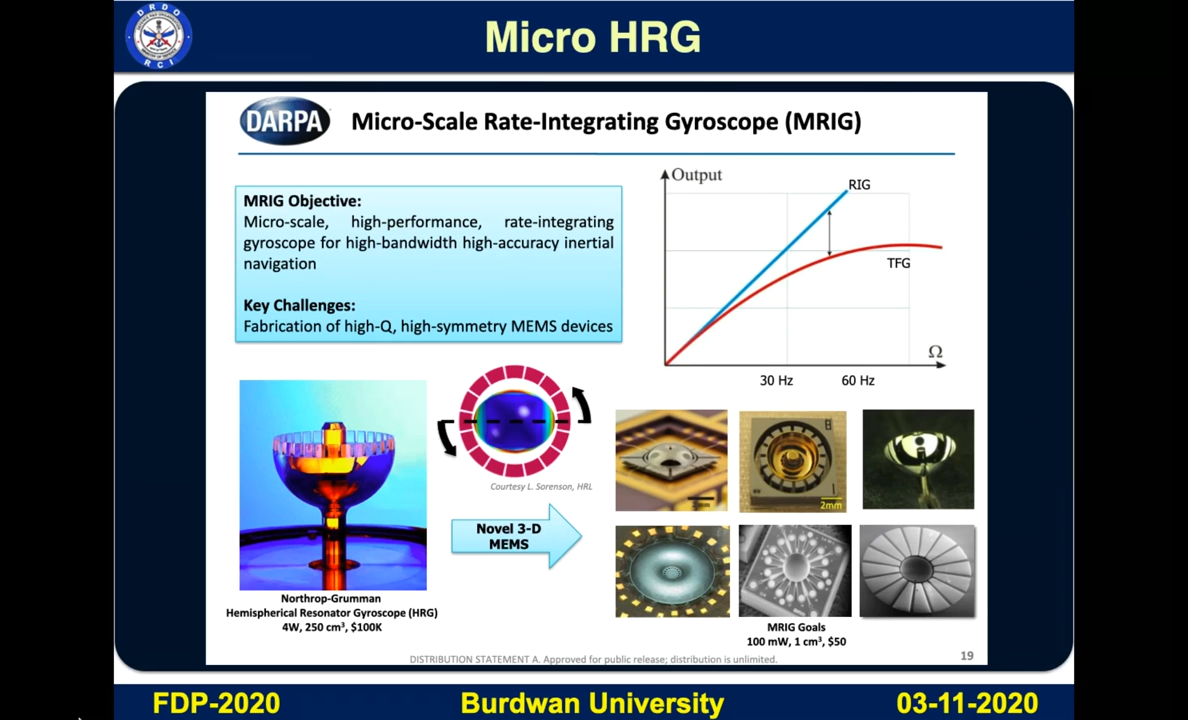 DRDO
RCI
Micro HRG
DARPA
Micro-Scale Rate-Integrating Gyroscope (MRIG)
MRIG Objective:
Micro-scale, high-performance, rate-integrating
gyroscope for high-bandwidth high-accuracy inertial
navigation
Key Challenges:
Fabrication of high-Q, high-symmetry MEMS devices
Output
RIG
TFG
Ω
30 Hz 60 Hz
Courtesy L. Sorenson, HRL
Novel 3-D
MEMS
2mm
Northrop-Grumman
Hemispherical Resonator Gyroscope (HRG)
4W, 250 cm³, $100K
MRIG Goals
100 mW, 1 cm³, $50
DISTRIBUTION STATEMENT A. Approved for public release; distribution is unlimited.
19
FDP-2020 Burdwan University 03-11-2020